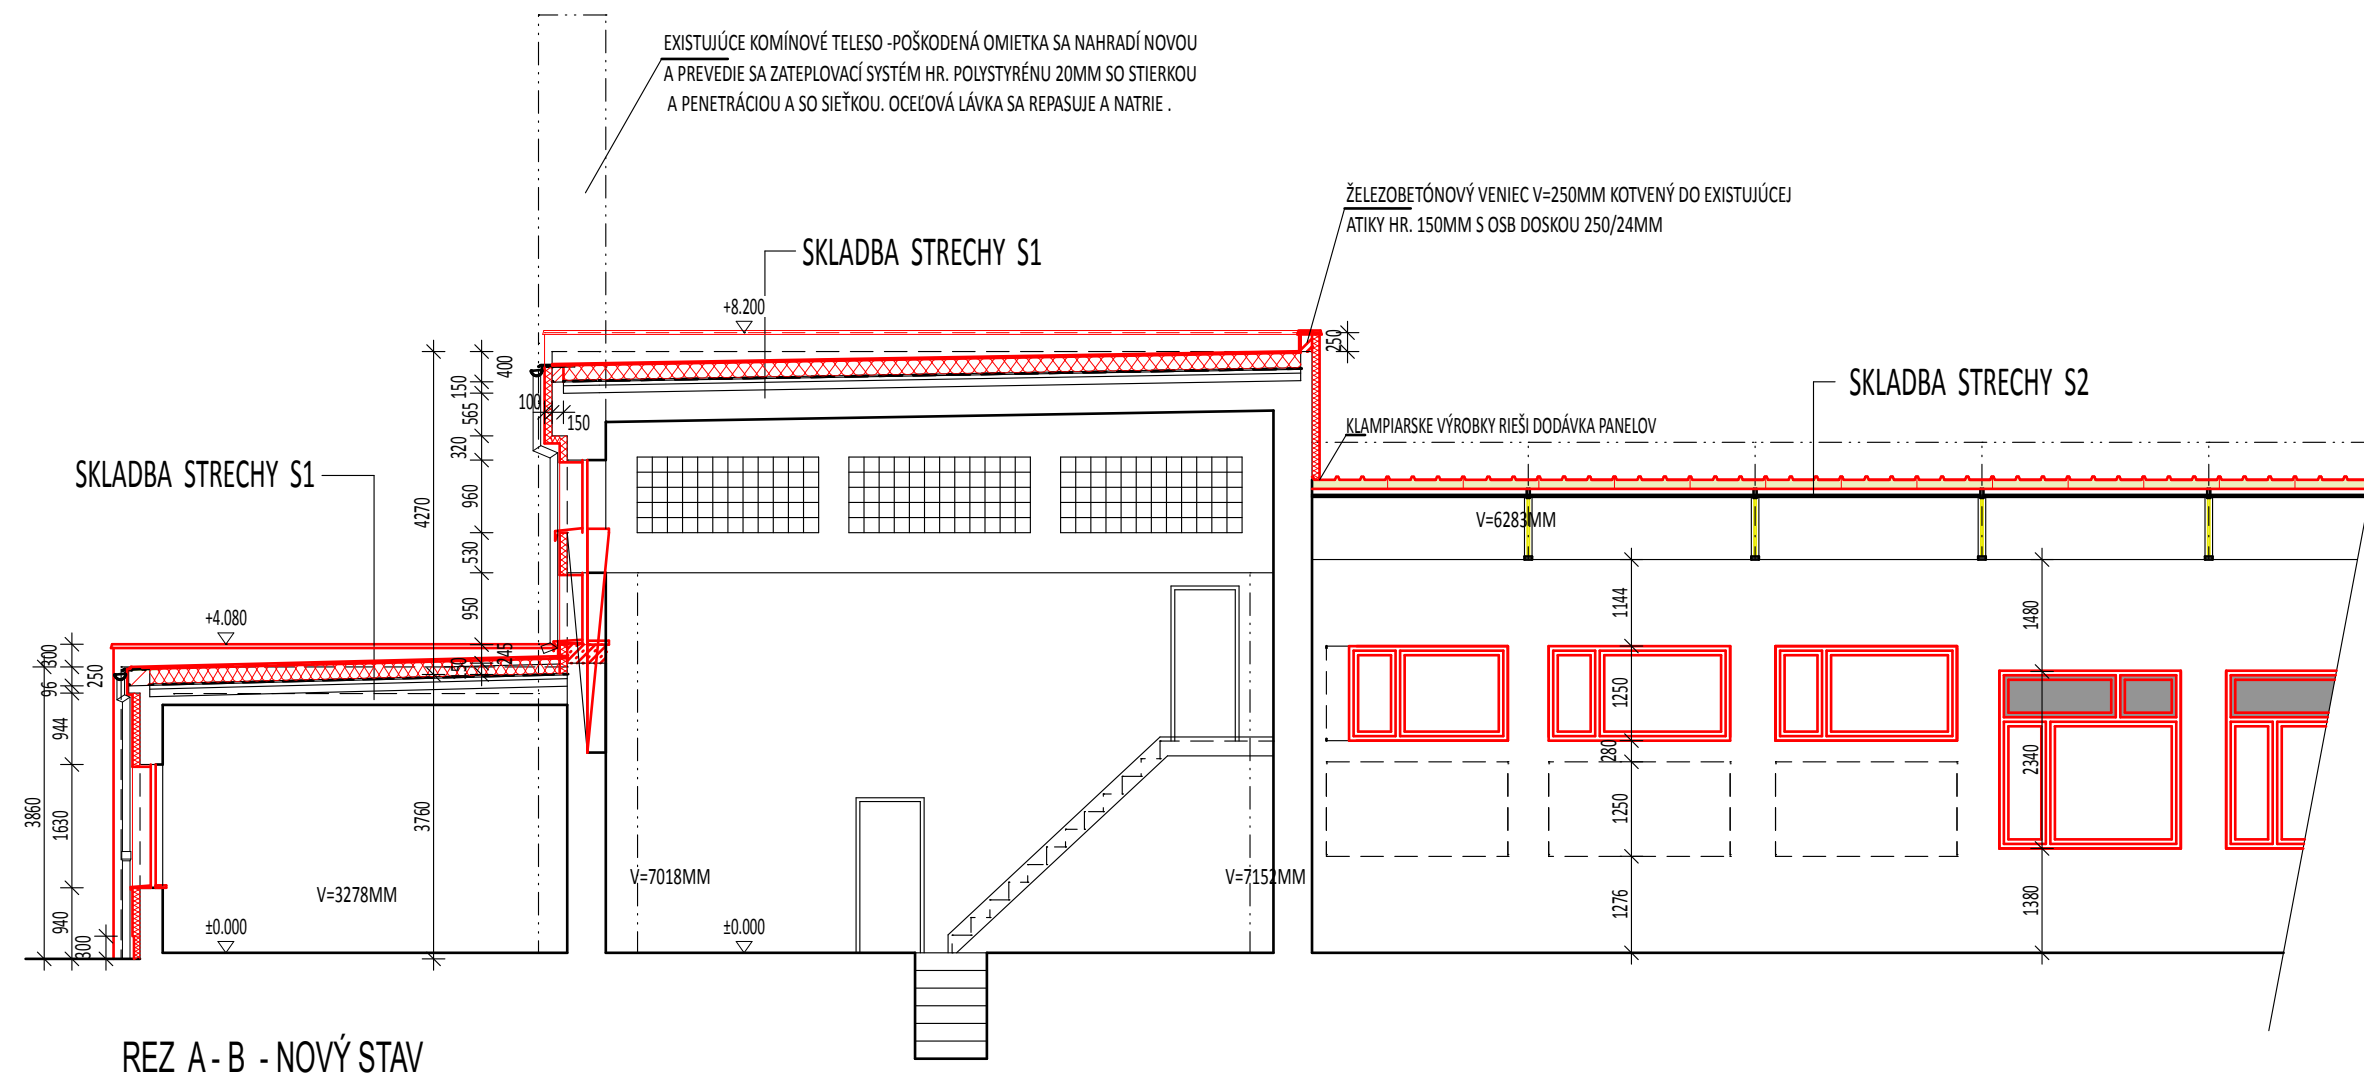 EXISTUJÚCE KOMÍNOVÉ TELESO -POŠKODENÁ OMIETKA SA NAHRADÍ NOVOU
A PREVEDIE SA ZATEPLOVACÍ SYSTÉM HR. POLYSTYRÉNU 20MM SO STIERKOU
A PENETRÁCIOU A SO SIEŤKOU. OCEĽOVÁ LÁVKA SA REPASUJE A NATRIE .
ŽELEZOBETÓNOVÝ VENIEC V=250MM KOTVENÝ DO EXISTUJÚCEJ
ATIKY HR. 150MM S OSB DOSKOU 250/24MM
SKLADBA STRECHY S1
+8.200
250
400
150
565
100
150
320
SKLADBA STRECHY S2
KLAMPIARSKE VÝROBKY RIEŠI DODÁVKA PANELOV
SKLADBA STRECHY S1
4270
960
530
950
V=6283MM
+4.080
300
250
96
50
245
944
3860
1630
940
300
3760
1144
1250
280
1250
1276
1480
2340
1380
V=3278MM
V=7018MM
V=7152MM
±0.000
±0.000
REZ A - B - NOVÝ STAV